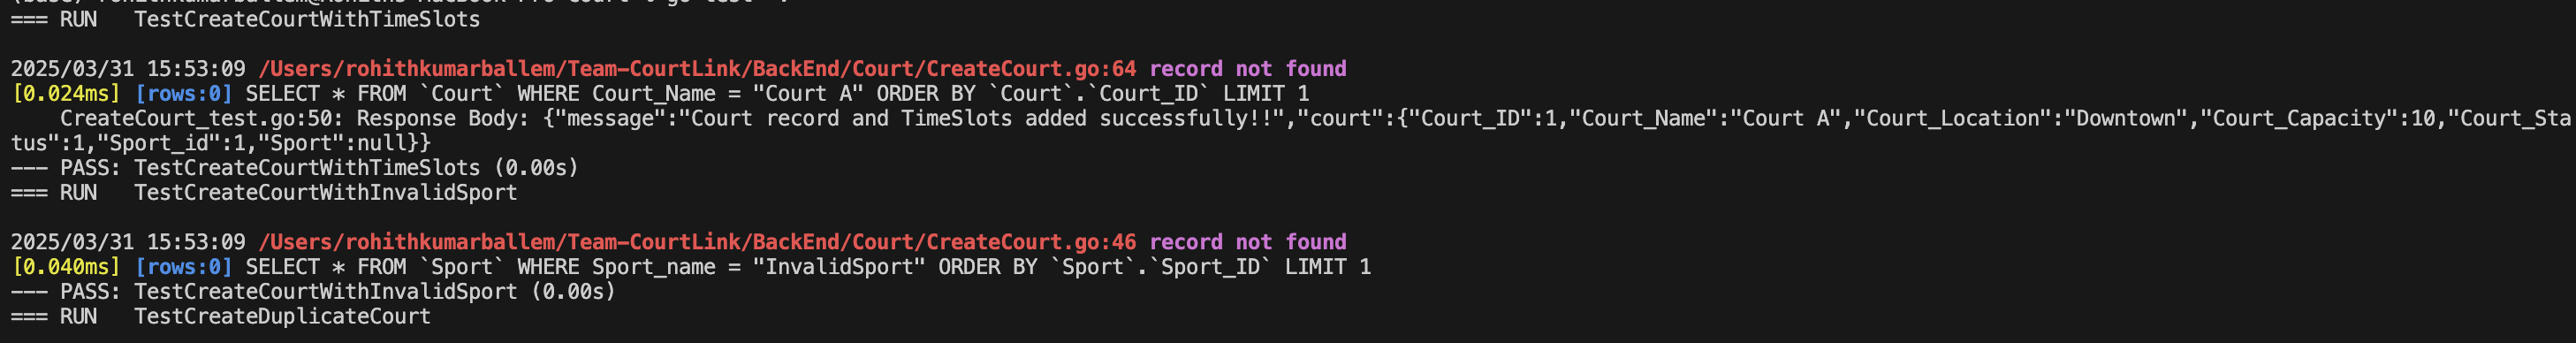 === RUN   TestCreateCourtWithTimeSlots
2025/03/31 15:53:09 /Users/rohithkumarballem/Team-CourtLink/BackEnd/Court/CreateCourt.go:64 record not found
[0.024ms] [rows:0] SELECT * FROM `Court` WHERE Court_Name = "Court A" ORDER BY `Court`.`Court_ID` LIMIT 1
    CreateCourt_test.go:50: Response Body: {"message":"Court record and TimeSlots added successfully!!","court":{"Court_ID":1,"Court_Name":"Court A","Court_Location":"Downtown","Court_Capacity":10,"Court_Sta
tus":1,"Sport_id":1,"Sport":null}}
--- PASS: TestCreateCourtWithTimeSlots (0.00s)
=== RUN   TestCreateCourtWithInvalidSport
2025/03/31 15:53:09 /Users/rohithkumarballem/Team-CourtLink/BackEnd/Court/CreateCourt.go:46 record not found
[0.040ms] [rows:0] SELECT * FROM `Sport` WHERE Sport_name = "InvalidSport" ORDER BY `Sport`.`Sport_ID` LIMIT 1
--- PASS: TestCreateCourtWithInvalidSport (0.00s)
=== RUN   TestCreateDuplicateCourt